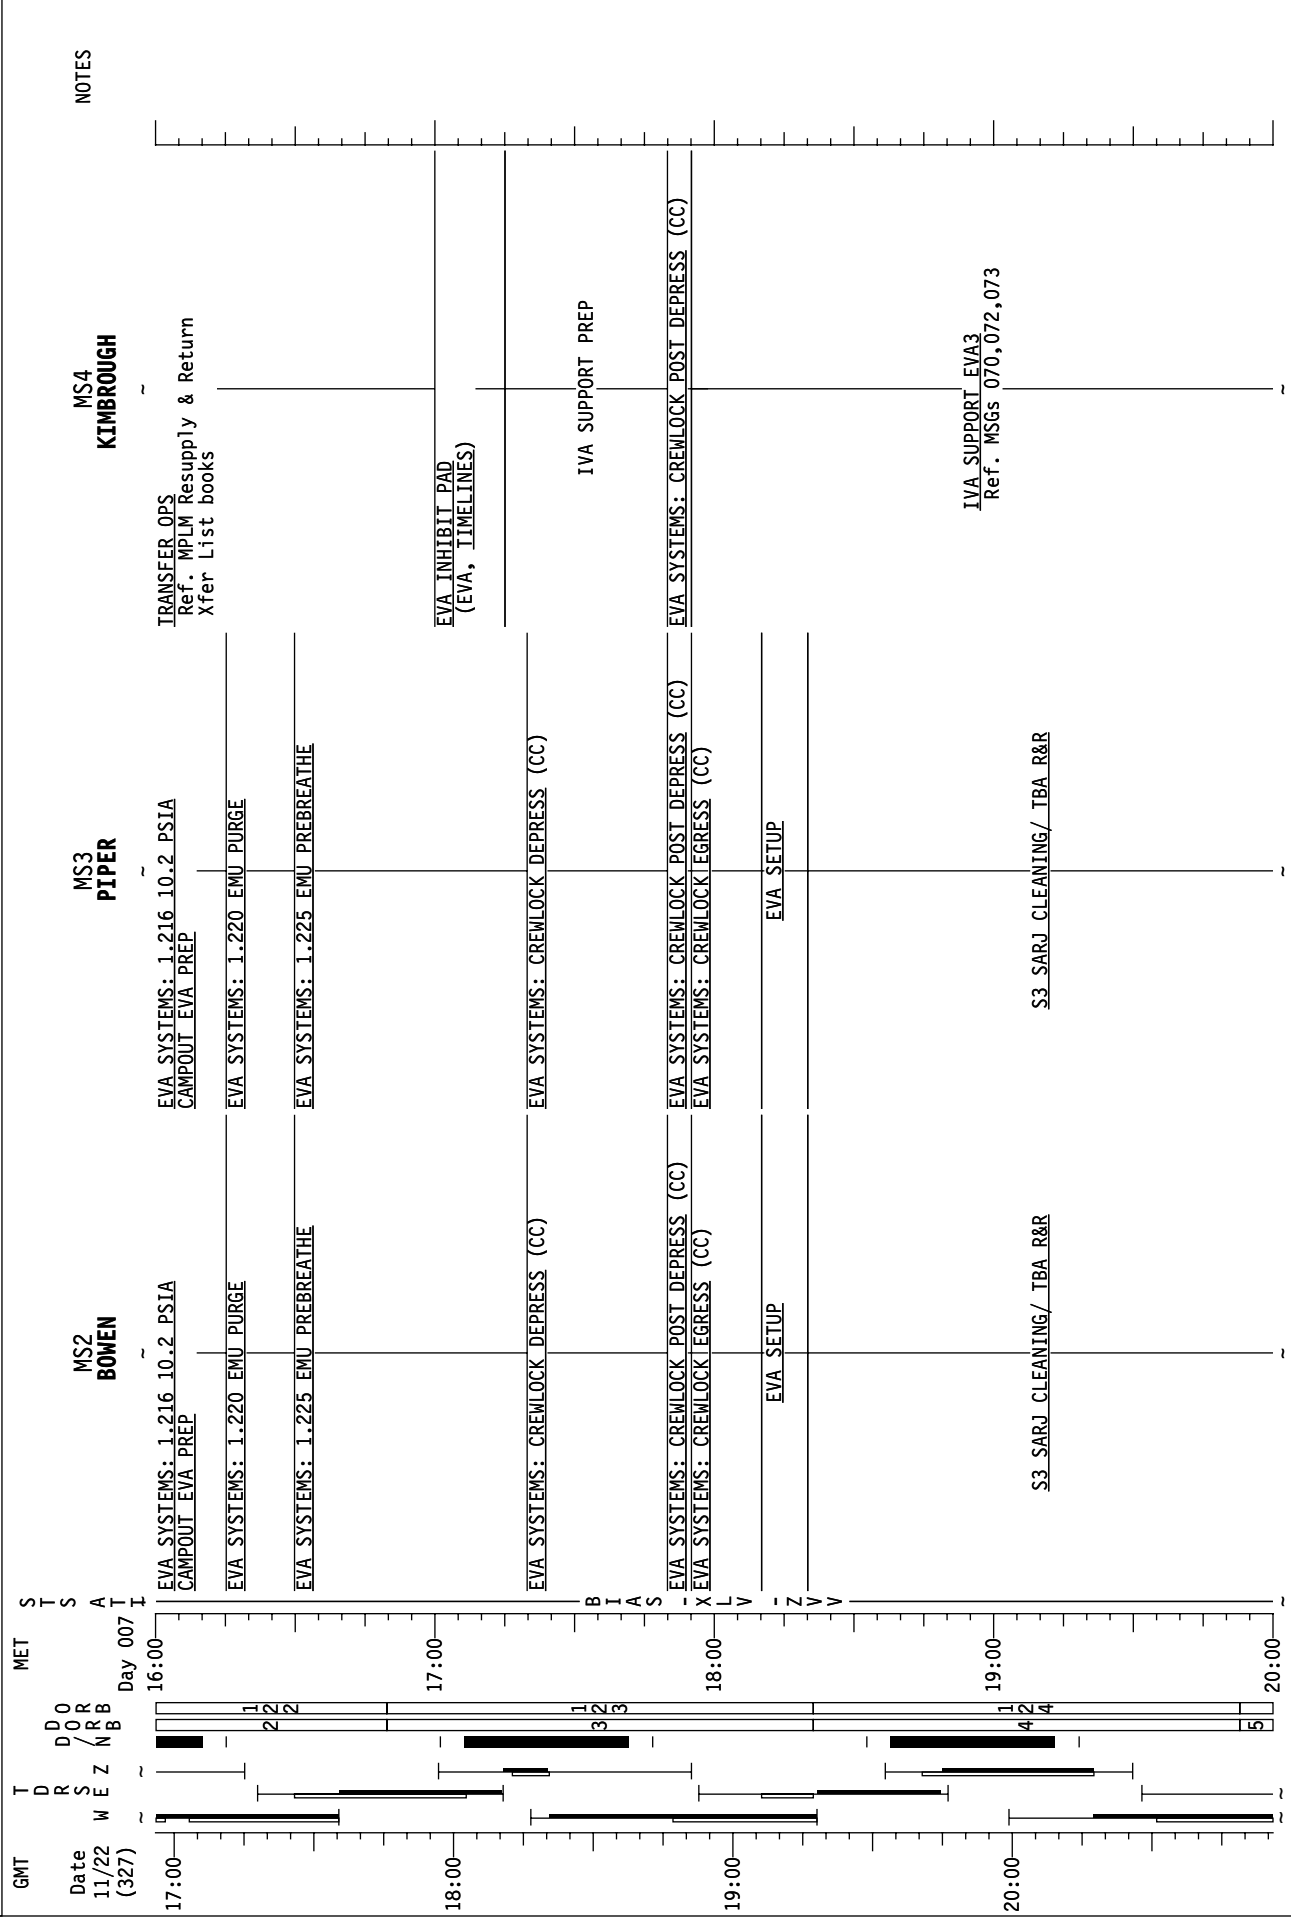 GMT
Date
11/22
(327)
17:00
18:00
19:00
20:00
T
D
R
S
W E Z
D O
O R
/ R B
N B
2
3
4
5
122
123
124
MET
Day 007
16:00
17:00
18:00
19:00
20:00
S
T
S
A
T
T
BIAS
-XLV
-ZVV
MS2
BOWEN
~
EVA SYSTEMS: 1.216 10.2 PSIA
CAMPOUT EVA PREP
EVA SYSTEMS: 1.220 EMU PURGE
EVA SYSTEMS: 1.225 EMU PREBREATHE
EVA SYSTEMS: CREWLOCK DEPRESS (CC)
EVA SYSTEMS: CREWLOCK POST DEPRESS (CC)
EVA SYSTEMS: CREWLOCK EGRESS (CC)
EVA SETUP
S3 SARJ CLEANING/ TBA R&R
~
MS3
PIPER
~
EVA SYSTEMS: 1.216 10.2 PSIA
CAMPOUT EVA PREP
EVA SYSTEMS: 1.220 EMU PURGE
EVA SYSTEMS: 1.225 EMU PREBREATHE
EVA SYSTEMS: CREWLOCK DEPRESS (CC)
EVA SYSTEMS: CREWLOCK POST DEPRESS (CC)
EVA SYSTEMS: CREWLOCK EGRESS (CC)
EVA SETUP
S3 SARJ CLEANING/ TBA R&R
~
MS4
KIMBROUGH
~
TRANSFER OPS
Ref. MPLM Resupply & Return
Xfer List books
EVA INHIBIT PAD
(EVA, TIMELINES)
IVA SUPPORT PREP
EVA SYSTEMS: CREWLOCK POST DEPRESS (CC)
IVA SUPPORT EVA3
Ref. MSGs 070,072,073
~
NOTES